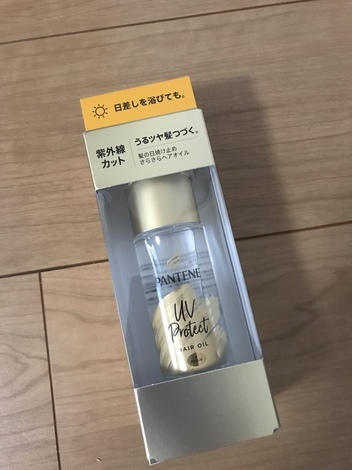 日差しを浴びても。
紫外線
カット
うるツヤ髪つづく。
髪の日焼け止め
さらさらヘアオイル
PANTENE
UV
Protect
HAIR OIL